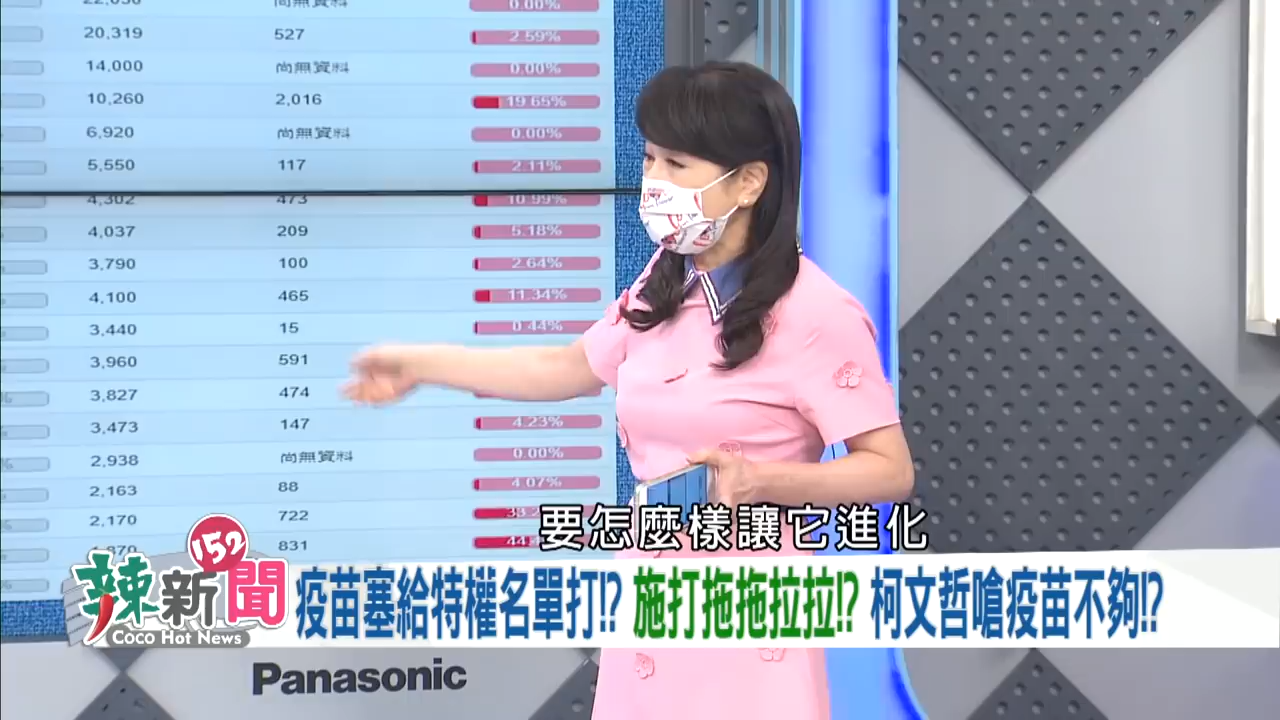 尚無資料 0.00%
20,319 527 2.59%
14,000 尚無資料 0.00%
10,260 2,016 19.65%
6,920 尚無資料 0.00%
5,550 117 2.11%
4,302 473 10.99%
4,037 209 5.18%
3,790 100 2.64%
4,100 465 11.34%
3,440 15 0.44%
3,960 591
3,827 474
3,473 147 4.23%
2,938 尚無資料 0.00%
2,163 88 4.07%
2,170 722
831
要怎麼樣讓它進化
辣新聞 152
Coco Hot News
疫苗塞給特權名單打!? 施打拖拖拉拉!? 柯文哲嗆疫苗不夠!?
Panasonic